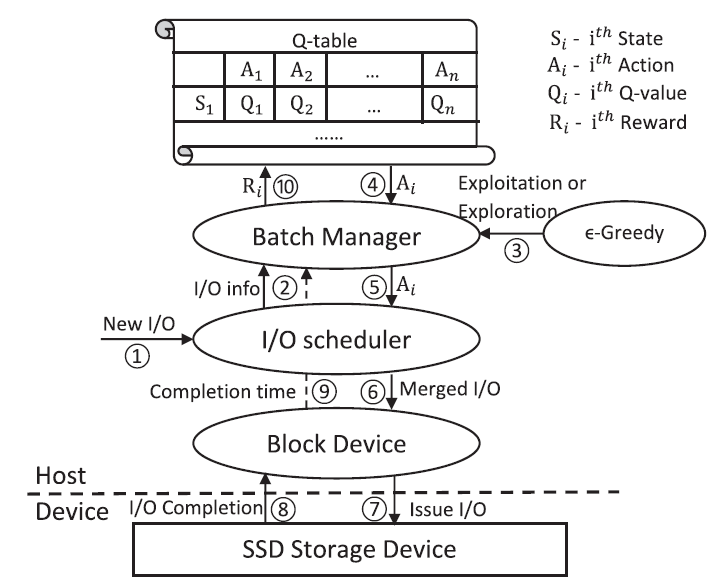 Q-table
A₁ A₂ ... Aₙ
S₁ Q₁ Q₂ ... Qₙ
......
Sᵢ - iᵗʰ State
Aᵢ - iᵗʰ Action
Qᵢ - iᵗʰ Q-value
Rᵢ - iᵗʰ Reward
Rᵢ ⑩ ④ Aᵢ
Exploitation or
Exploration
Batch Manager
ϵ-Greedy
③
I/O info ② ⑤ Aᵢ
New I/O
①
I/O scheduler
Completion time ⑨ ⑥ Merged I/O
Block Device
Host
Device
I/O Completion ⑧ ⑦ Issue I/O
SSD Storage Device